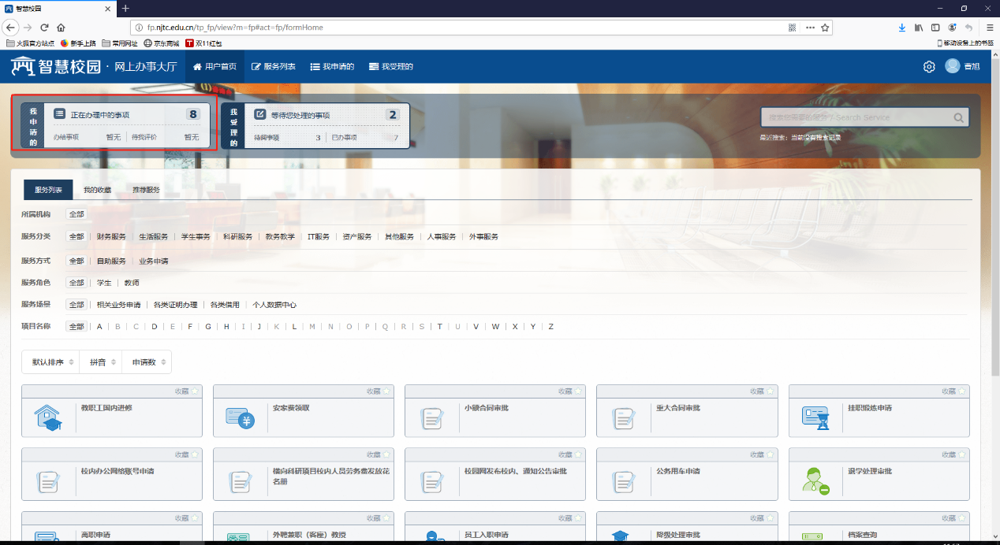 智慧校园
fp.njtc.edu.cn/tp_fp/view?m=fp#act=fp/formHome
火狐官方站点 新手上路 常用网址 京东商城 双11红包 移动设备上的书签
智慧校园 · 网上办事大厅 用户首页 服务列表 我申请的 我受理的 曹旭
我申请的 正在办理中的事项 8 我受理的 等待您处理的事项 2
搜索您需要的服务？Search Service
办结事项 暂无 待我评价 暂无 待阅事项 3 已办事项 7
最近搜索：当前没有搜索记录
服务列表 我的收藏 推荐服务
所属机构 全部
服务分类 全部 财务服务 生活服务 学生事务 科研服务 教务教学 IT服务 资产服务 其他服务 人事服务 外事服务
服务方式 全部 自助服务 业务申请
服务角色 全部 学生 教师
服务场景 全部 相关业务申请 各类证明办理 各类借用 个人数据中心
项目名称 全部 A B C D E F G H I J K L M N O P Q R S T U V W X Y Z
默认排序 拼音 申请数
收藏 收藏 收藏 收藏 收藏
教职工国内进修 安家费领取 小额合同审批 重大合同审批 挂职锻炼申请
收藏 收藏 收藏 收藏 收藏
校内办公网络账号申请 横向科研项目校内人员劳务费发放花名册 校园网发布校内、通知公告审批 公务用车申请 退学处理审批
收藏 收藏 收藏 收藏 收藏
离职申请 外聘兼职（客座）教授 员工入职申请 降级处理审批 档案查询